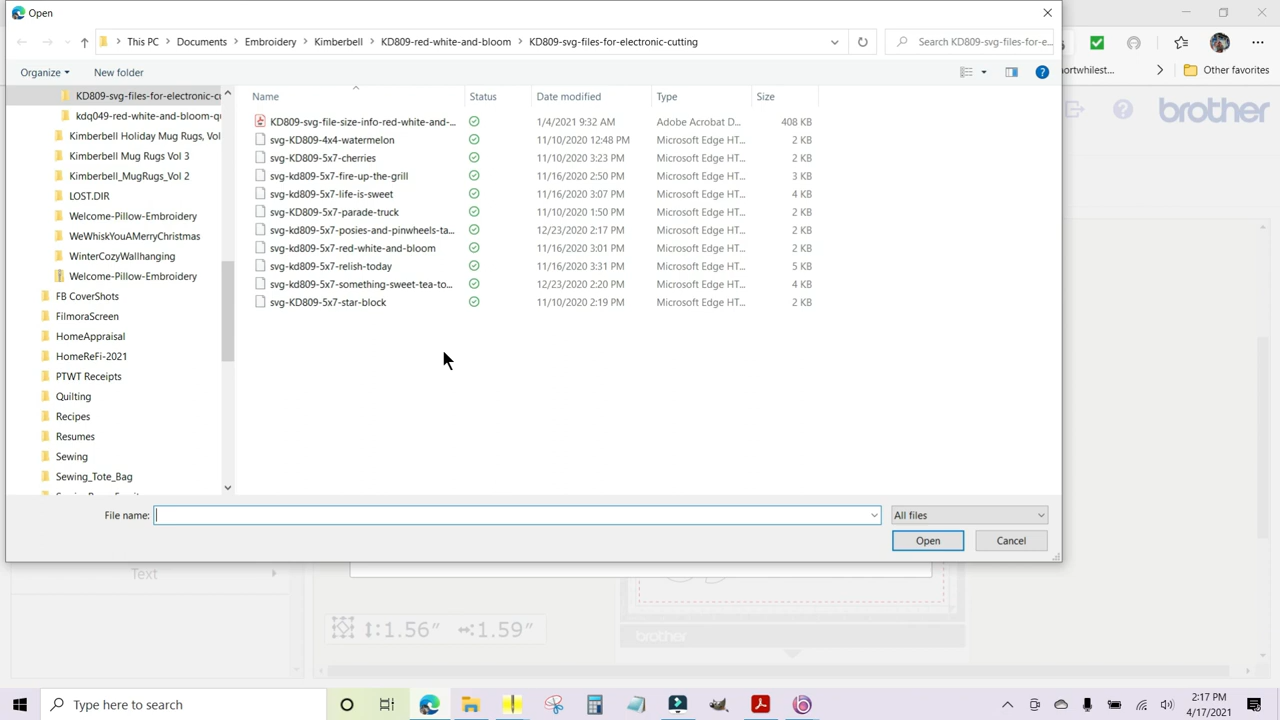 Open
This PC > Documents > Embroidery > Kimberbell > KD809-red-white-and-bloom > KD809-svg-files-for-electronic-cutting
Search KD809-svg-files-for-e...
Organize
New folder
ortwhilest...
Other favorites
brother
Name Status Date modified Type Size
KD809-svg-file-size-info-red-white-and-... 1/4/2021 9:32 AM Adobe Acrobat D... 408 KB
svg-KD809-4x4-watermelon 11/10/2020 12:48 PM Microsoft Edge HT... 2 KB
svg-KD809-5x7-cherries 11/10/2020 3:23 PM Microsoft Edge HT... 2 KB
svg-kd809-5x7-fire-up-the-grill 11/16/2020 2:50 PM Microsoft Edge HT... 3 KB
svg-kd809-5x7-life-is-sweet 11/16/2020 3:07 PM Microsoft Edge HT... 4 KB
svg-KD809-5x7-parade-truck 11/10/2020 1:50 PM Microsoft Edge HT... 2 KB
svg-kd809-5x7-posies-and-pinwheels-ta... 12/23/2020 2:17 PM Microsoft Edge HT... 2 KB
svg-kd809-5x7-red-white-and-bloom 11/16/2020 3:01 PM Microsoft Edge HT... 2 KB
svg-kd809-5x7-relish-today 11/16/2020 3:31 PM Microsoft Edge HT... 5 KB
svg-kd809-5x7-something-sweet-tea-to... 12/23/2020 2:20 PM Microsoft Edge HT... 4 KB
svg-KD809-5x7-star-block 11/10/2020 2:19 PM Microsoft Edge HT... 2 KB
KD809-svg-files-for-electronic-cu
kdq049-red-white-and-bloom-q
Kimberbell Holiday Mug Rugs, Vol
Kimberbell Mug Rugs Vol 3
Kimberbell_MugRugs_Vol 2
LOST.DIR
Welcome-Pillow-Embroidery
WeWhiskYouAMerryChristmas
WinterCozyWallhanging
Welcome-Pillow-Embroidery
FB CoverShots
FilmoraScreen
HomeAppraisal
HomeReFi-2021
PTWT Receipts
Quilting
Recipes
Resumes
Sewing
Sewing_Tote_Bag
File name:
All files
Open
Cancel
Text
1.56″ 1.59″
brother
Type here to search
2:17 PM
4/17/2021